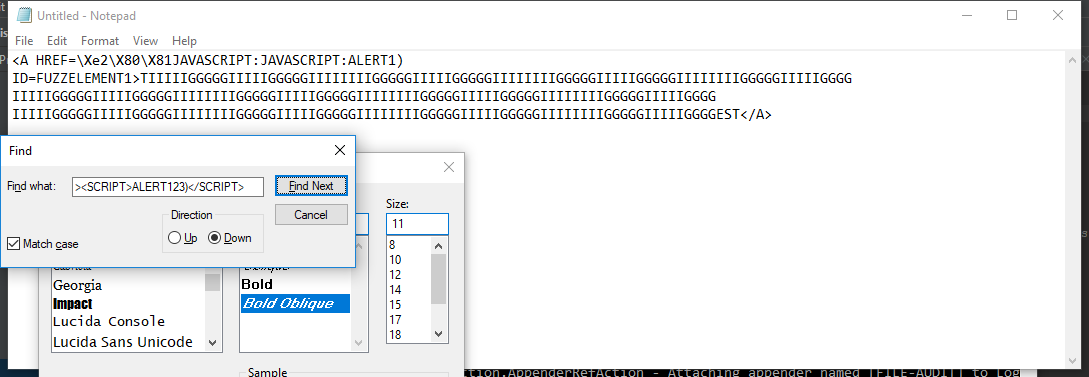 Untitled - Notepad
File Edit Format View Help
<A HREF=\Xe2\X80\X81JAVASCRIPT:JAVASCRIPT:ALERT1)
ID=FUZZELEMENT1>TIIIIIGGGGGIIIIIGGGGGIIIIIIIIGGGGGIIIIIGGGGGIIIIIIIIGGGGGIIIIIGGGGGIIIIIIIIGGGGGIIIIIGGGG
IIIIIGGGGGIIIIIGGGGGIIIIIIIIGGGGGIIIIIGGGGGIIIIIIIIGGGGGIIIIIGGGGGIIIIIIIIGGGGGIIIIIGGGG
IIIIIGGGGGIIIIIGGGGGIIIIIIIIGGGGGIIIIIGGGGGIIIIIIIIGGGGGIIIIIGGGGGIIIIIIIIGGGGGIIIIIGGGGEST</A>
Find
Find what: ><SCRIPT>ALERT123)</SCRIPT>
Find Next
Cancel
Direction
Up Down
Match case
Size:
11
8
10
12
14
15
17
18
Georgia
Impact
Lucida Console
Lucida Sans Unicode
Bold
Bold Oblique
Sample
ction.AppenderRefAction - Attaching appender named [FILE-AUDIT] to Log